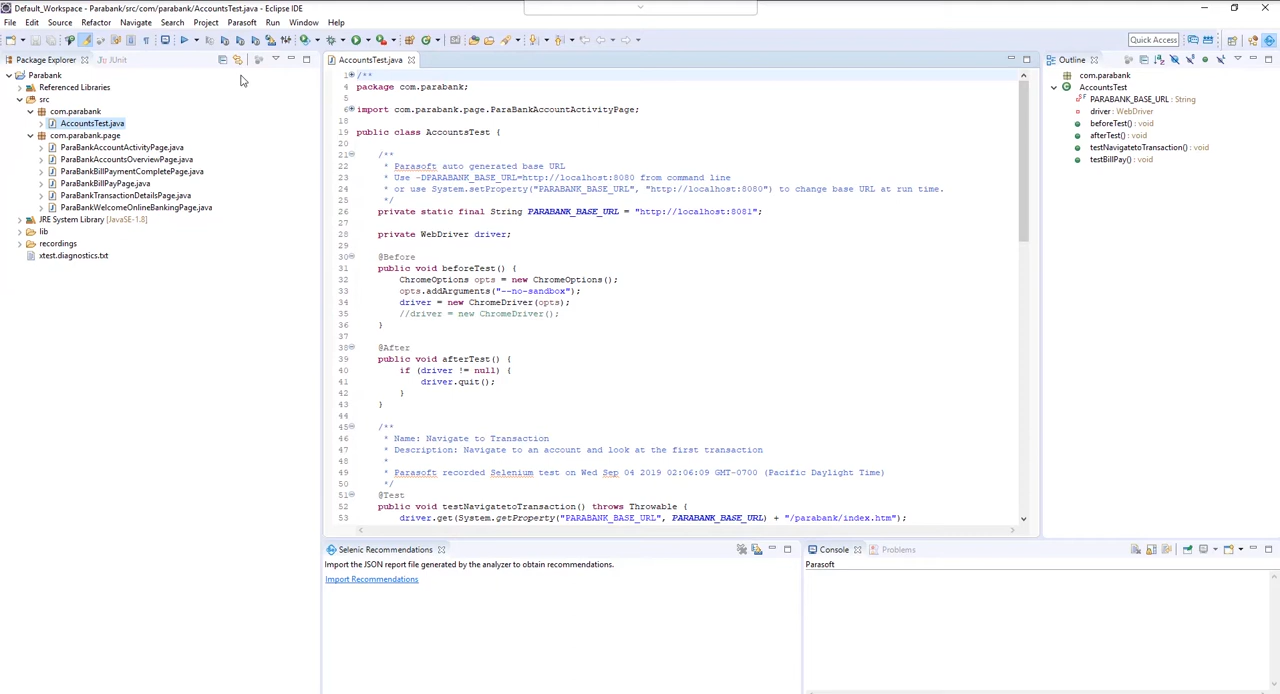 Default_Workspace - Parabank/src/com/parabank/AccountsTest.java - Eclipse IDE
File Edit Source Refactor Navigate Search Project Parasoft Run Window Help
Quick Access
Package Explorer JUnit
Parabank
Referenced Libraries
src
com.parabank
AccountsTest.java
com.parabank.page
ParaBankAccountActivityPage.java
ParaBankAccountsOverviewPage.java
ParaBankBillPaymentCompletePage.java
ParaBankBillPayPage.java
ParaBankTransactionDetailsPage.java
ParaBankWelcomeOnlineBankingPage.java
JRE System Library [JavaSE-1.8]
lib
recordings
xtest.diagnostics.txt
AccountsTest.java
1 /**
4 package com.parabank;
5
6 import com.parabank.page.ParaBankAccountActivityPage;
18
19 public class AccountsTest {
20
21 /**
22 * Parasoft auto generated base URL
23 * Use -DPARABANK_BASE_URL=http://localhost:8080 from command line
24 * or use System.setProperty("PARABANK_BASE_URL", "http://localhost:8080") to change base URL at run time.
25 */
26 private static final String PARABANK_BASE_URL = "http://localhost:8081";
27
28 private WebDriver driver;
29
30 @Before
31 public void beforeTest() {
32 ChromeOptions opts = new ChromeOptions();
33 opts.addArguments("--no-sandbox");
34 driver = new ChromeDriver(opts);
35 //driver = new ChromeDriver();
36 }
37
38 @After
39 public void afterTest() {
40 if (driver != null) {
41 driver.quit();
42 }
43 }
44
45 /**
46 * Name: Navigate to Transaction
47 * Description: Navigate to an account and look at the first transaction
48 *
49 * Parasoft recorded Selenium test on Wed Sep 04 2019 02:06:09 GMT-0700 (Pacific Daylight Time)
50 */
51 @Test
52 public void testNavigatetoTransaction() throws Throwable {
53 driver.get(System.getProperty("PARABANK_BASE_URL", PARABANK_BASE_URL) + "/parabank/index.htm");
Outline
com.parabank
AccountsTest
PARABANK_BASE_URL : String
driver : WebDriver
beforeTest() : void
afterTest() : void
testNavigatetoTransaction() : void
testBillPay() : void
Selenic Recommendations
Import the JSON report file generated by the analyzer to obtain recommendations.
Import Recommendations
Console Problems
Parasoft